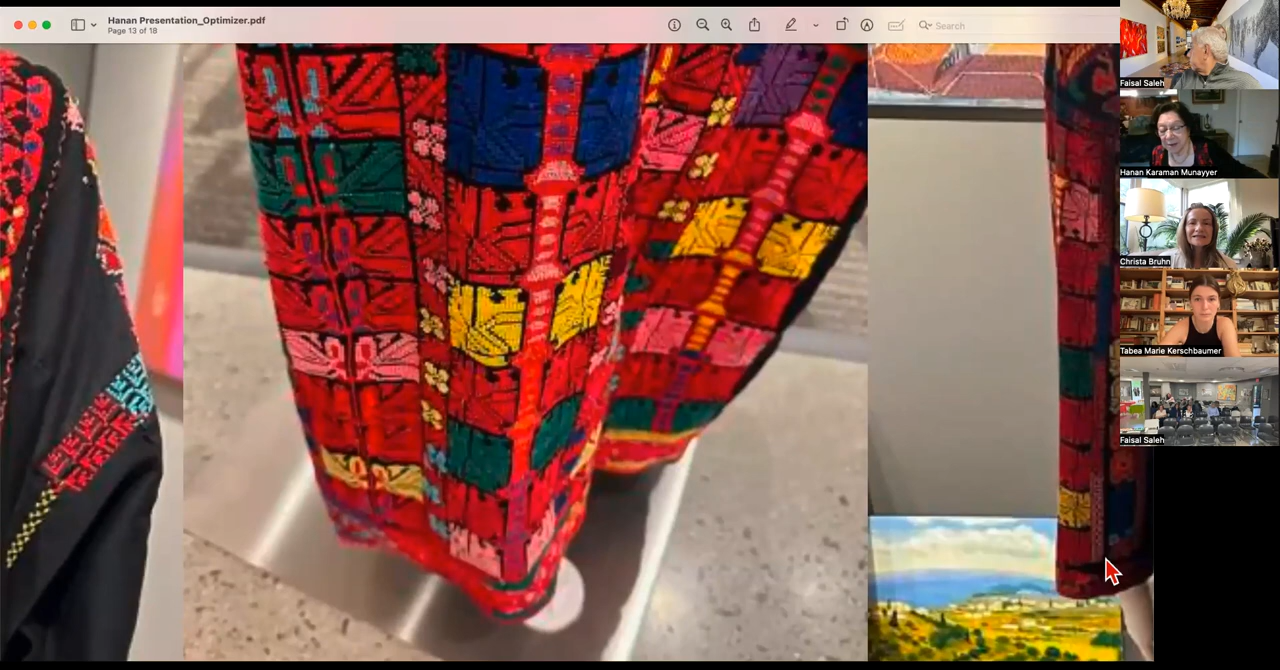 Hanan Presentation_Optimizer.pdf
Page 13 of 18
Search
Faisal Saleh
Hanan Karaman Munayyer
Christa Bruhn
Tabea Marie Kerschbaumer
Faisal Saleh